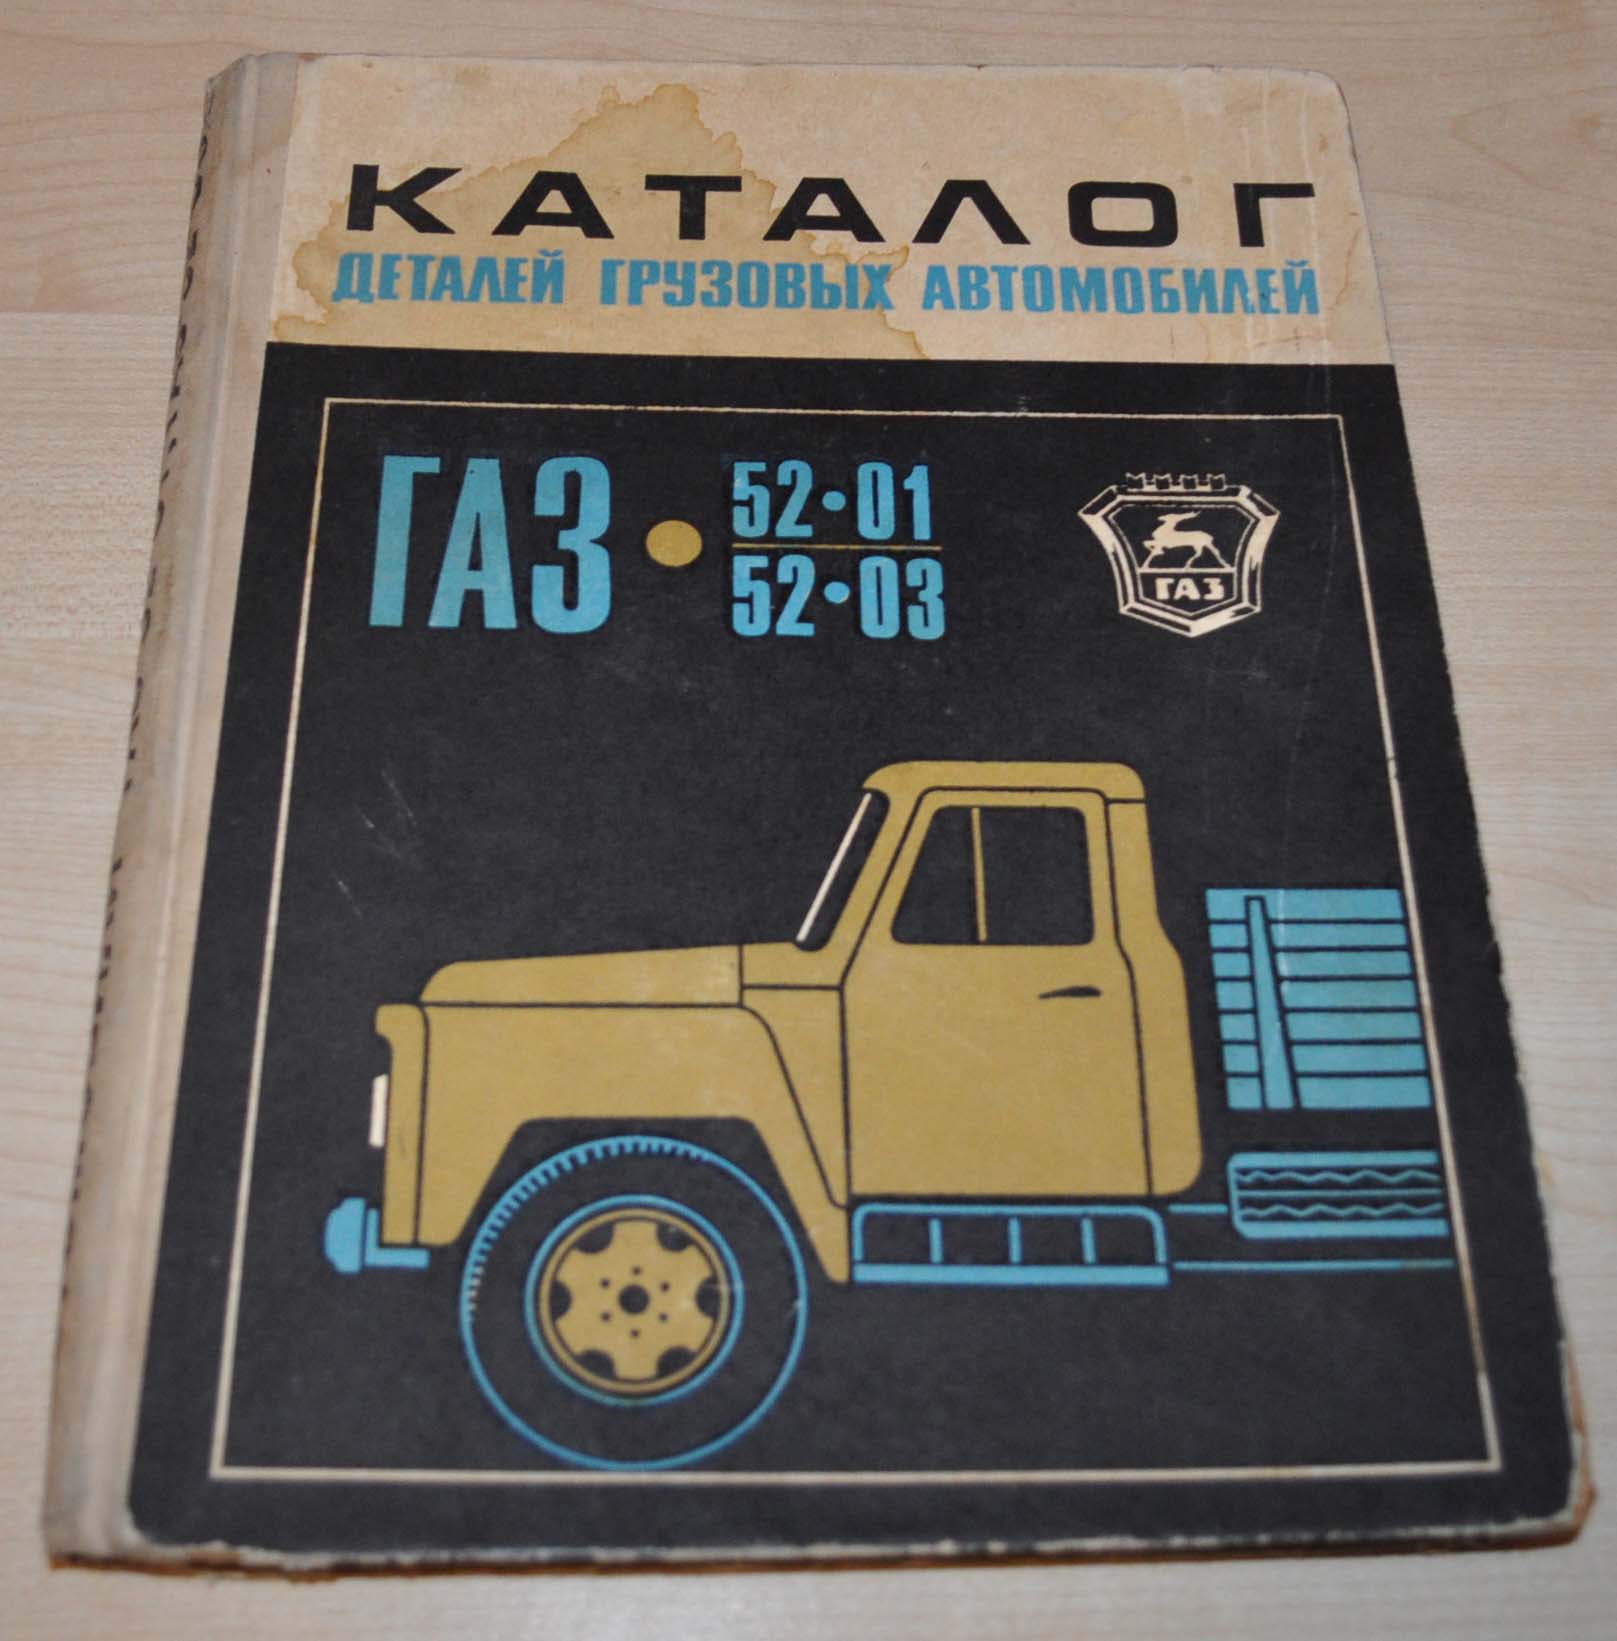 КАТАЛОГ
ДЕТАЛЕЙ ГРУЗОВЫХ АВТОМОБИЛЕЙ
ГАЗ • 52•01
52•03
ГАЗ